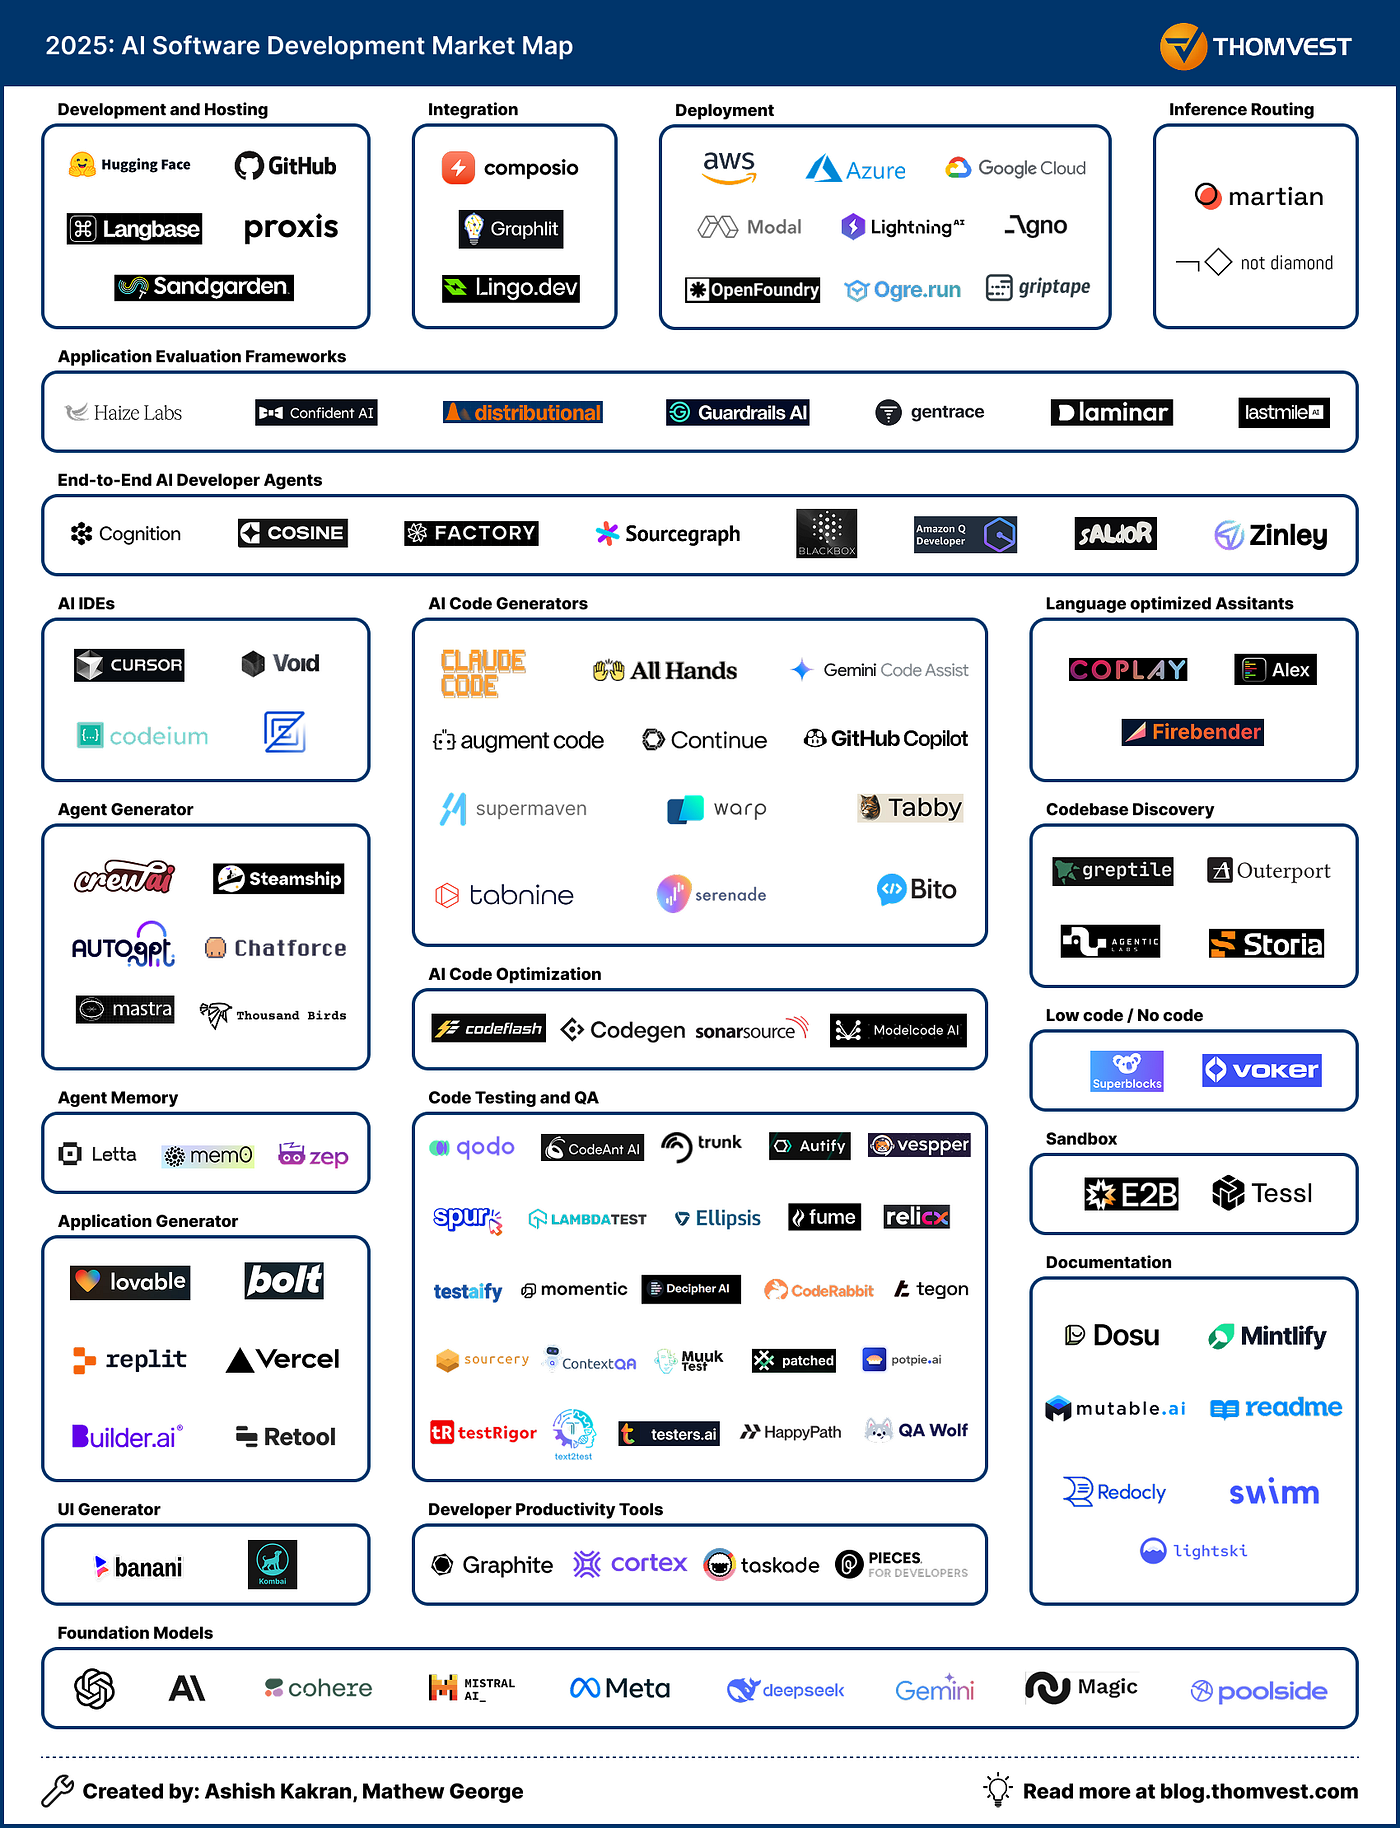 2025: AI Software Development Market Map
THOMVEST
Development and Hosting
Hugging Face
GitHub
Langbase
proxis
Sandgarden
Integration
composio
Graphlit
Lingo.dev
Deployment
aws
Azure
Google Cloud
Modal
Lightning AI
Agno
OpenFoundry
Ogre.run
griptape
Inference Routing
martian
not diamond
Application Evaluation Frameworks
Haize Labs
Confident AI
distributional
Guardrails AI
gentrace
laminar
lastmile AI
End-to-End AI Developer Agents
Cognition
COSINE
FACTORY
Sourcegraph
BLACKBOX
Amazon Q
Developer
SALdOR
Zinley
AI IDEs
CURSOR
Void
{...} codeium
AI Code Generators
CLAUDE
CODE
All Hands
Gemini Code Assist
augment code
Continue
GitHub Copilot
supermaven
warp
Tabby
tabnine
serenade
Bito
Language optimized Assitants
COPLAY
Alex
Firebender
Agent Generator
crewai
Steamship
AUTOgpt
Chatforce
mastra
Thousand Birds
Codebase Discovery
greptile
Outerport
AGENTIC
LABS
Storia
AI Code Optimization
codeflash
Codegen
sonarsource
Modelcode AI
Low code / No code
Superblocks
VOKER
Agent Memory
Letta
mem0
zep
Code Testing and QA
qodo
CodeAnt AI
trunk
Autify
vespper
spur
LAMBDATEST
Ellipsis
fume
relicx
testaify
momentic
Decipher AI
CodeRabbit
tegon
sourcery
ContextQA
Muuk
Test
patched
potpie.ai
tR testRigor
text2test
testers.ai
HappyPath
QA Wolf
Sandbox
E2B
Tessl
Application Generator
lovable
bolt
replit
Vercel
Builder.ai®
Retool
Documentation
Dosu
Mintlify
mutable.ai
readme
Redocly
swimm
lightski
UI Generator
banani
Kombai
Developer Productivity Tools
Graphite
cortex
taskade
PIECES
FOR DEVELOPERS
Foundation Models
AI
cohere
MISTRAL
AI_
Meta
deepseek
Gemini
Magic
poolside
Created by: Ashish Kakran, Mathew George
Read more at blog.thomvest.com